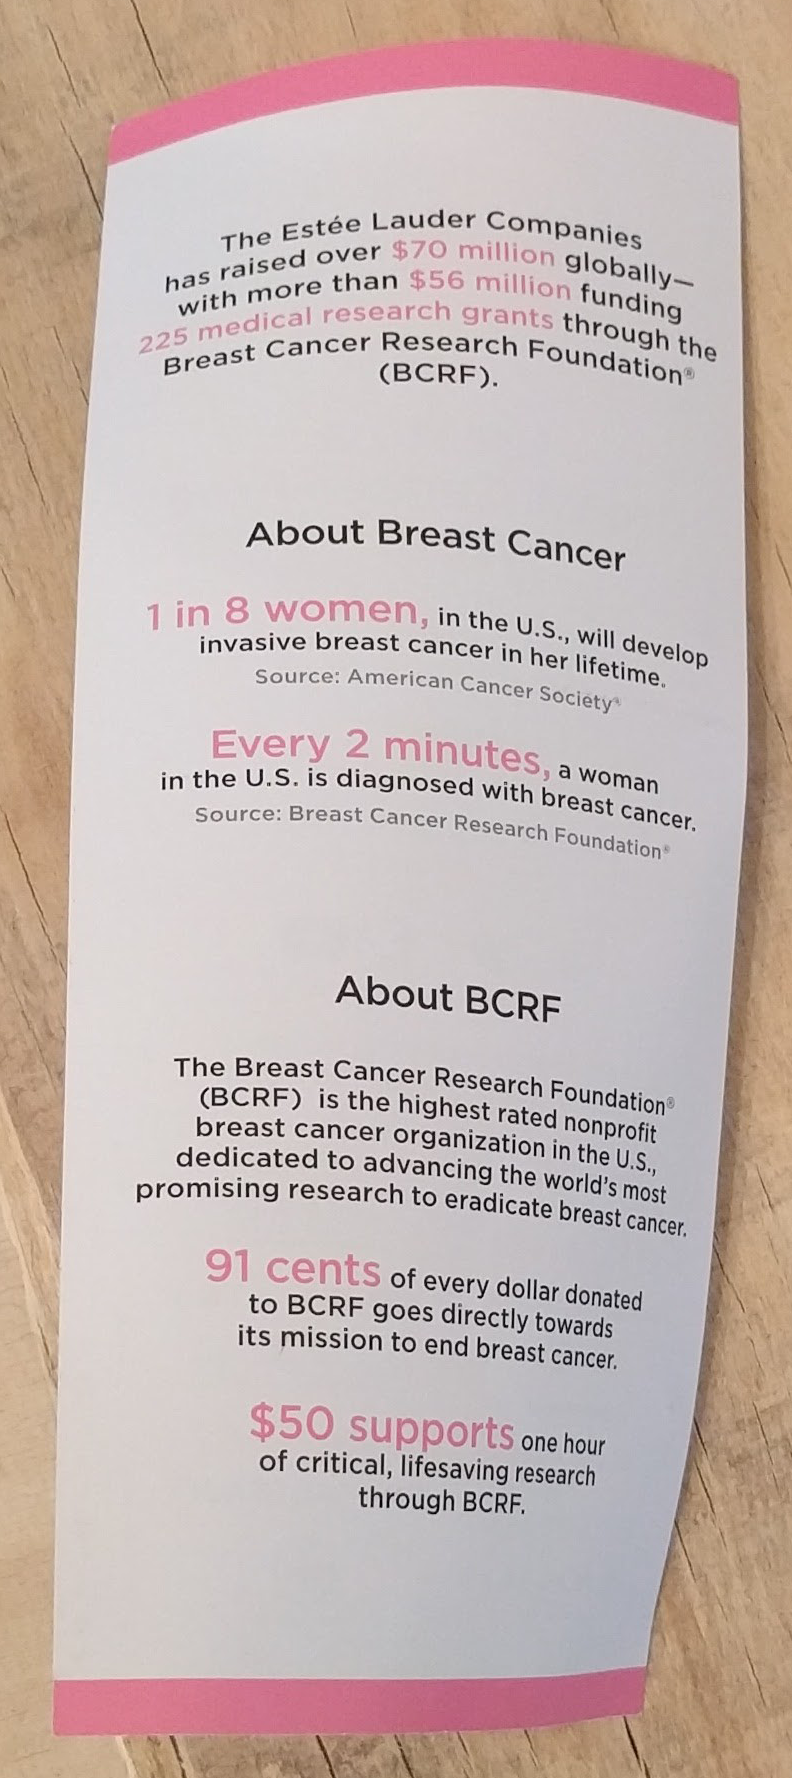 The Estée Lauder Companies
has raised over $70 million globally—
with more than $56 million funding
225 medical research grants through the
Breast Cancer Research Foundation®
(BCRF).
About Breast Cancer
1 in 8 women, in the U.S., will develop
invasive breast cancer in her lifetime.
Source: American Cancer Society®
Every 2 minutes, a woman
in the U.S. is diagnosed with breast cancer.
Source: Breast Cancer Research Foundation®
About BCRF
The Breast Cancer Research Foundation®
(BCRF) is the highest rated nonprofit
breast cancer organization in the U.S.,
dedicated to advancing the world's most
promising research to eradicate breast cancer.
91 cents of every dollar donated
to BCRF goes directly towards
its mission to end breast cancer.
$50 supports one hour
of critical, lifesaving research
through BCRF.